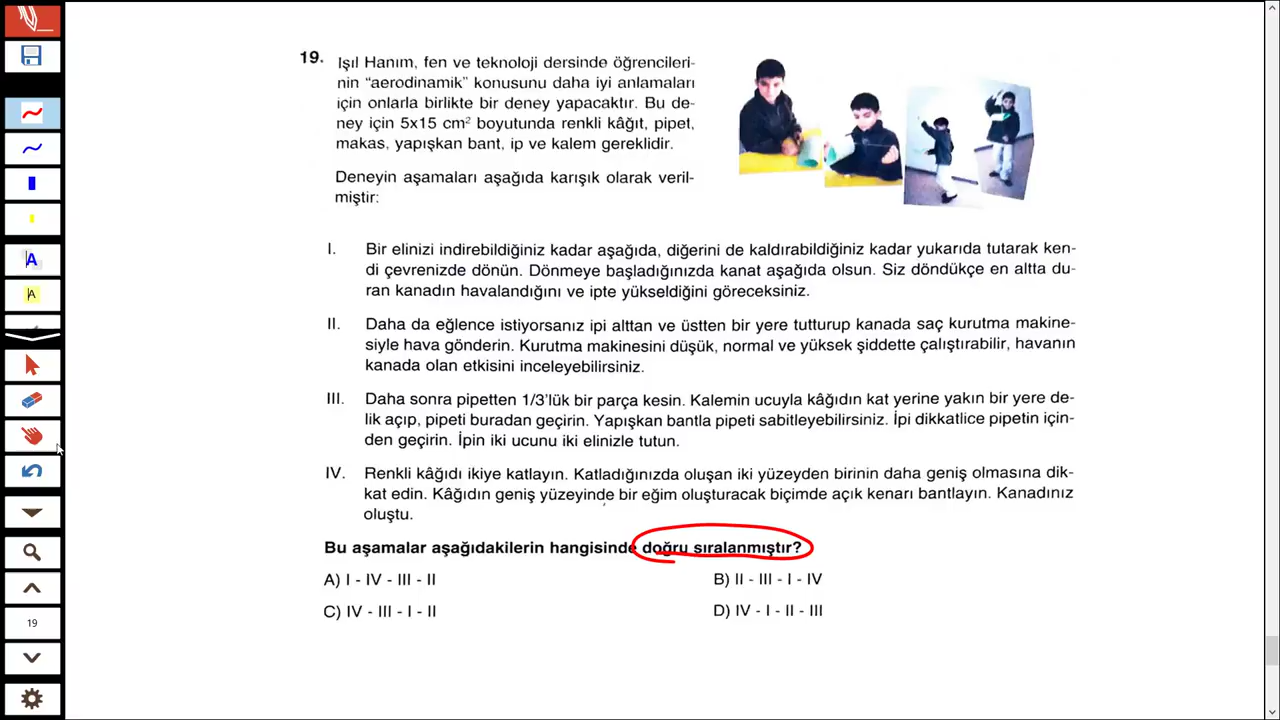 19.
Işıl Hanım, fen ve teknoloji dersinde öğrencileri-
nin “aerodinamik” konusunu daha iyi anlamaları
için onlarla birlikte bir deney yapacaktır. Bu de-
ney için 5x15 cm² boyutunda renkli kâğıt, pipet,
makas, yapışkan bant, ip ve kalem gereklidir.
Deneyin aşamaları aşağıda karışık olarak veril-
miştir:
I. Bir elinizi indirebildiğiniz kadar aşağıda, diğerini de kaldırabildiğiniz kadar yukarıda tutarak ken-
di çevrenizde dönün. Dönmeye başladığınızda kanat aşağıda olsun. Siz döndükçe en altta du-
ran kanadın havalandığını ve ipte yükseldiğini göreceksiniz.
II. Daha da eğlence istiyorsanız ipi alttan ve üstten bir yere tutturup kanada saç kurutma makine-
siyle hava gönderin. Kurutma makinesini düşük, normal ve yüksek şiddette çalıştırabilir, havanın
kanada olan etkisini inceleyebilirsiniz.
III. Daha sonra pipetten 1/3’lük bir parça kesin. Kalemin ucuyla kâğıdın kat yerine yakın bir yere de-
lik açıp, pipeti buradan geçirin. Yapışkan bantla pipeti sabitleyebilirsiniz. İpi dikkatlice pipetin için-
den geçirin. İpin iki ucunu iki elinizle tutun.
IV. Renkli kâğıdı ikiye katlayın. Katladığınızda oluşan iki yüzeyden birinin daha geniş olmasına dik-
kat edin. Kâğıdın geniş yüzeyinde bir eğim oluşturacak biçimde açık kenarı bantlayın. Kanadınız
oluştu.
Bu aşamalar aşağıdakilerin hangisinde doğru sıralanmıştır?
A) I - IV - III - II
B) II - III - I - IV
C) IV - III - I - II
D) IV - I - II - III
A
A
19